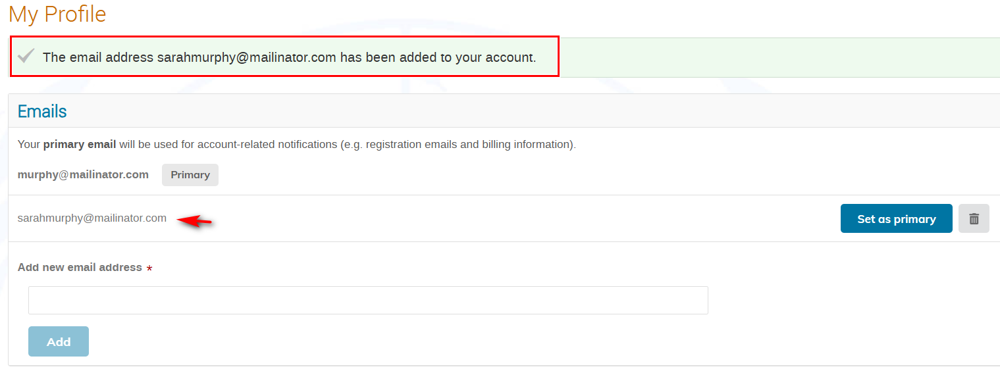 My Profile
The email address sarahmurphy@mailinator.com has been added to your account.
Emails
Your primary email will be used for account-related notifications (e.g. registration emails and billing information).
murphy@mailinator.com Primary
sarahmurphy@mailinator.com Set as primary
Add new email address *
Add